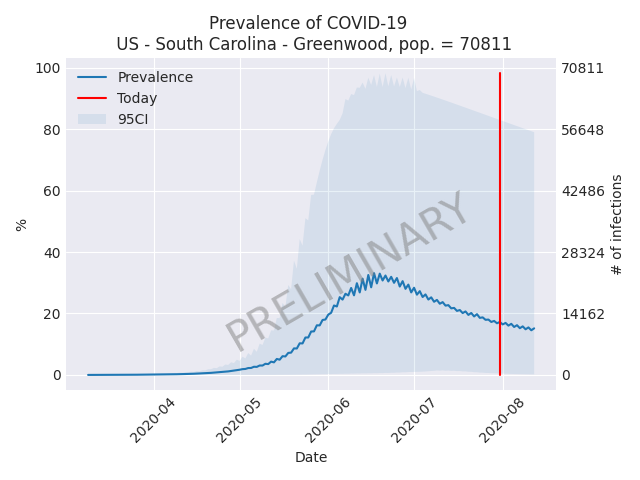 Prevalence of COVID-19
US - South Carolina - Greenwood, pop. = 70811
100
80
60
40
20
0
%
Prevalence
Today
95CI
PRELIMINARY
70811
56648
42486
28324
14162
0
# of infections
2020-04
2020-05
2020-06
2020-07
2020-08
Date